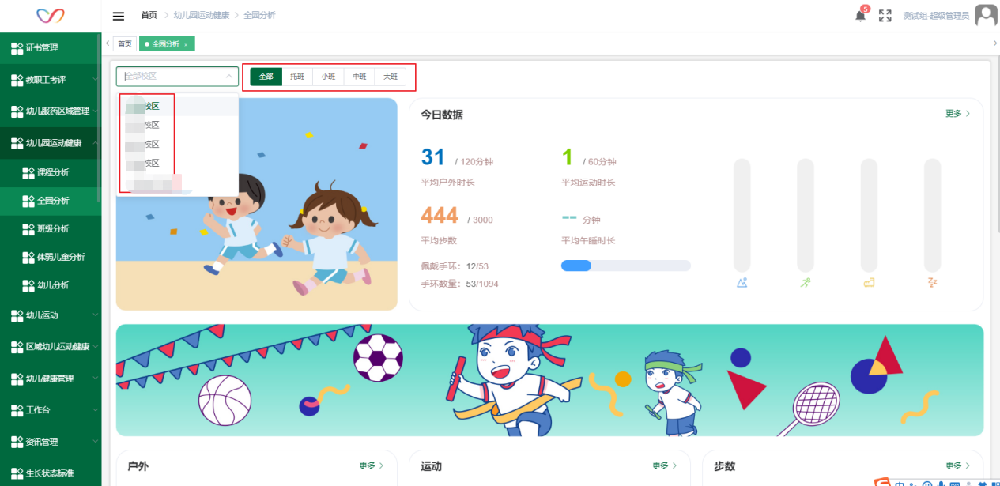 首页 幼儿园运动健康 全园分析
5
测试组-超级管理员
首页
全园分析
证书管理
教职工考评
幼儿服药区域管理
幼儿园运动健康
课程分析
全园分析
班级分析
体弱儿童分析
幼儿分析
幼儿运动
区域幼儿运动健康
幼儿健康管理
工作台
资讯管理
生长状态标准
全部校区
全部 托班 小班 中班 大班
校区
校区
校区
校区
今日数据
更多
31 / 120分钟
平均户外时长
1 / 60分钟
平均运动时长
444 / 3000
平均步数
-- 分钟
平均午睡时长
佩戴手环: 12/53
手环数量: 53/1094
户外 更多
运动 更多
步数 更多
中